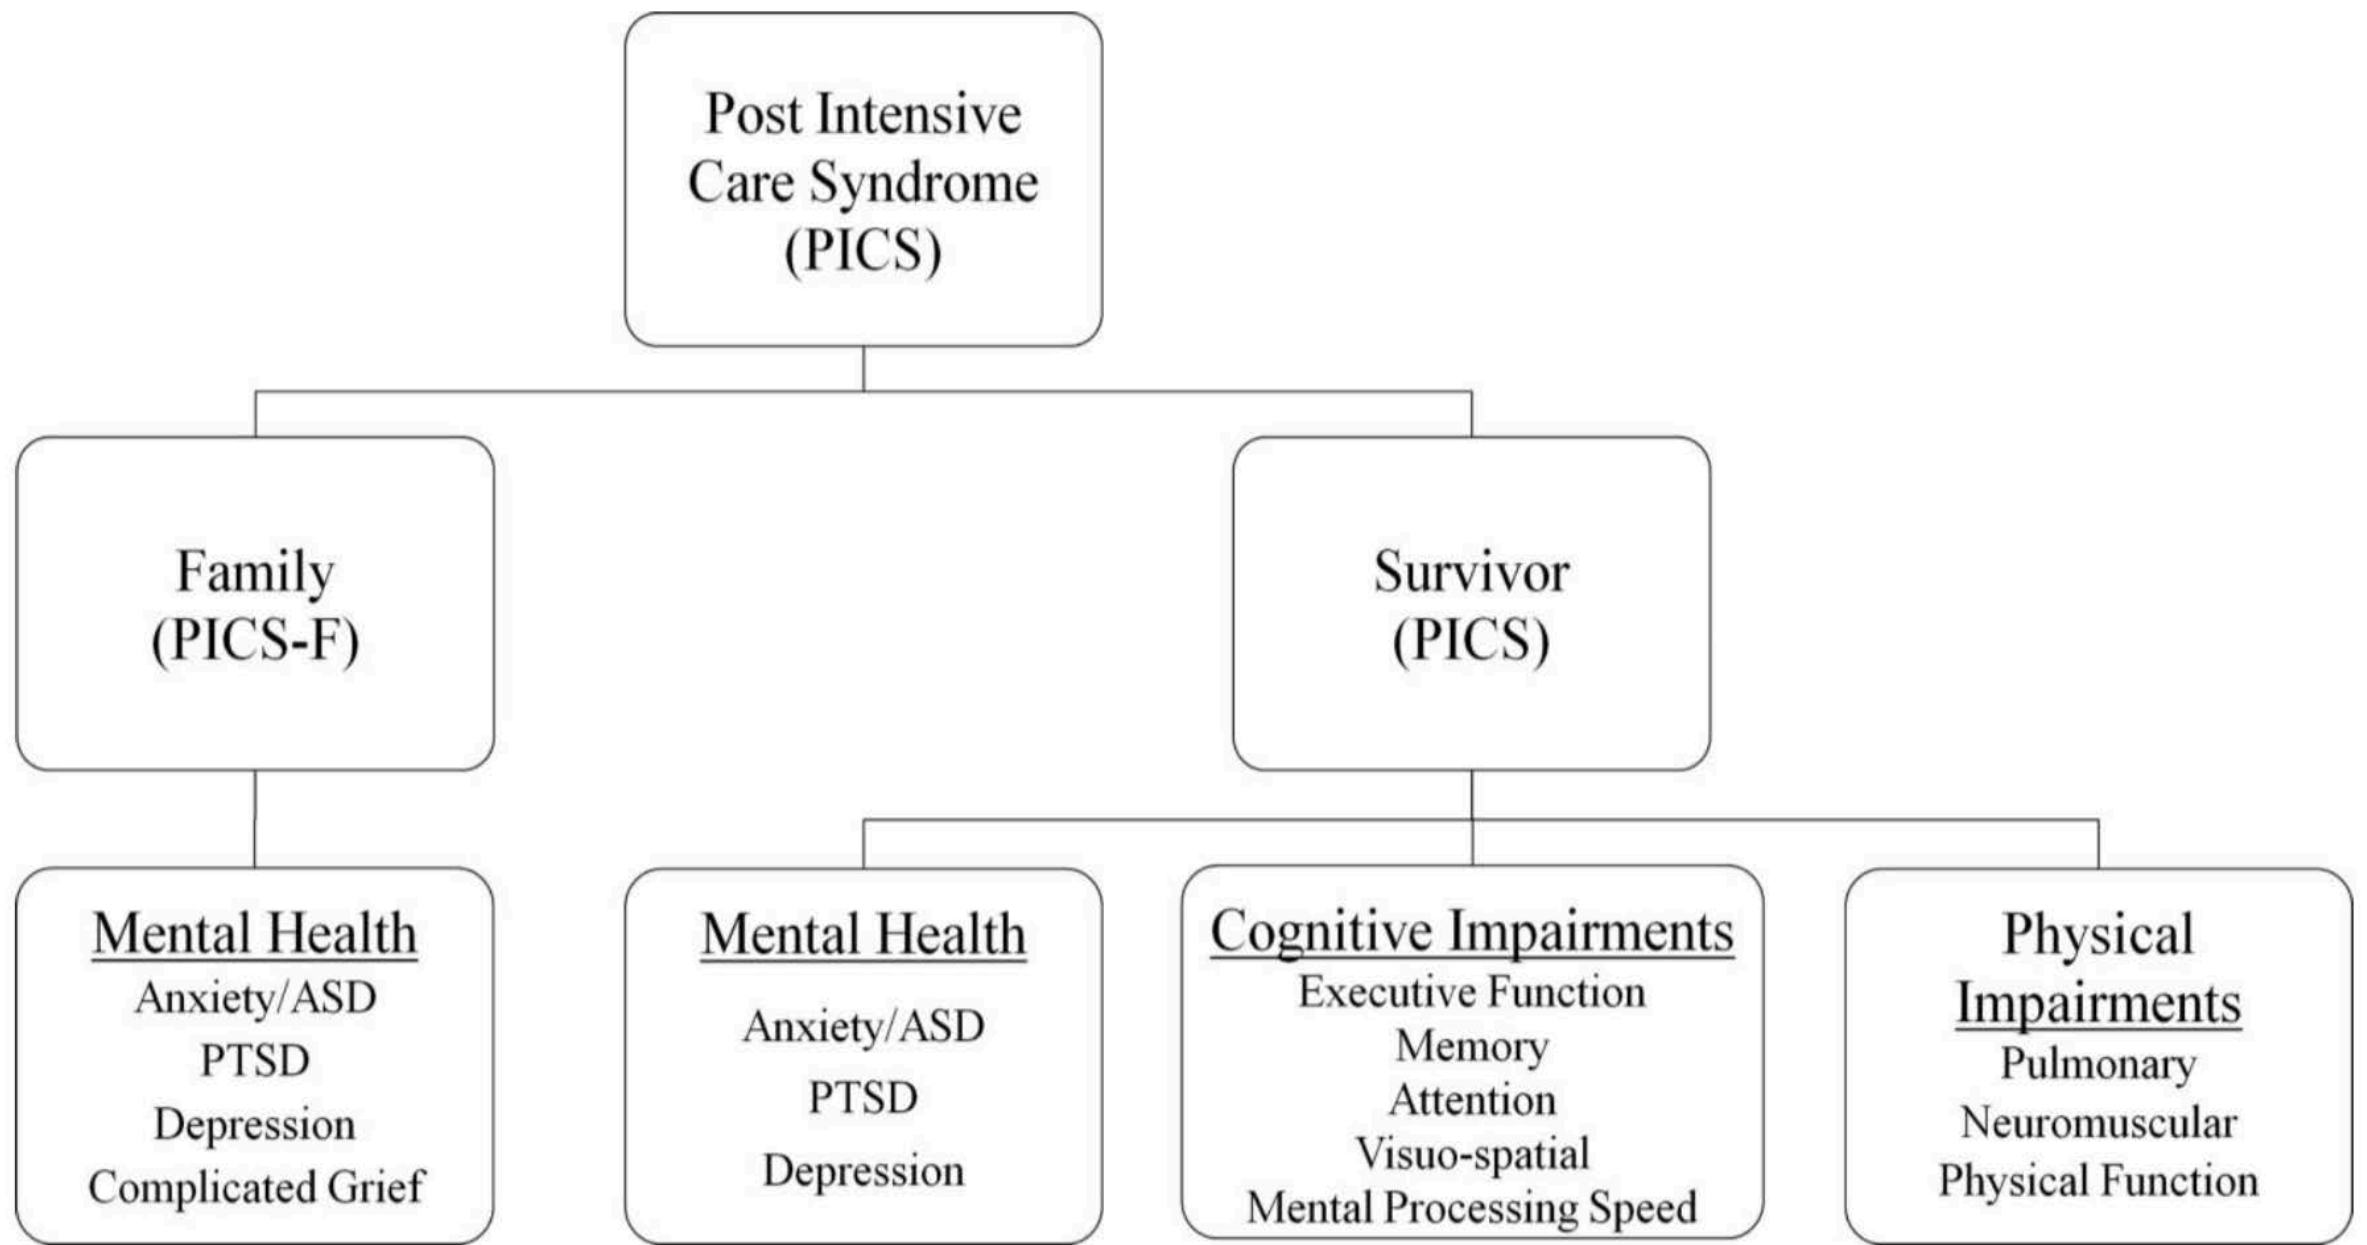 Post Intensive
Care Syndrome
(PICS)
Family
(PICS-F)
Survivor
(PICS)
Mental Health
Anxiety/ASD
PTSD
Depression
Complicated Grief
Mental Health
Anxiety/ASD
PTSD
Depression
Cognitive Impairments
Executive Function
Memory
Attention
Visuo-spatial
Mental Processing Speed
Physical
Impairments
Pulmonary
Neuromuscular
Physical Function